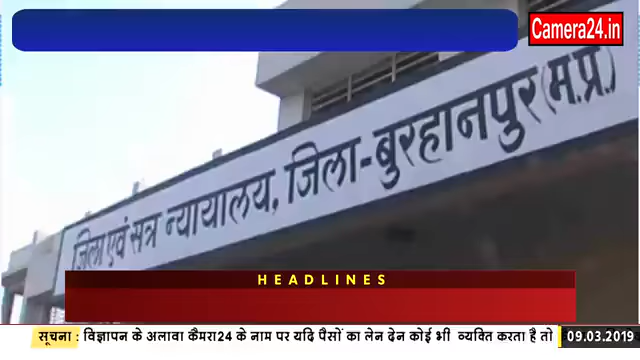 Camera24.in
जिला एवं सत्र न्यायालय, जिला-बुरहानपुर (म.प्र.)
HEADLINES
सूचना : विज्ञापन के अलावा कैमरा24 के नाम पर यदि पैसों का लेन देन कोई भी व्यक्ति करता है तो 09.03.2019